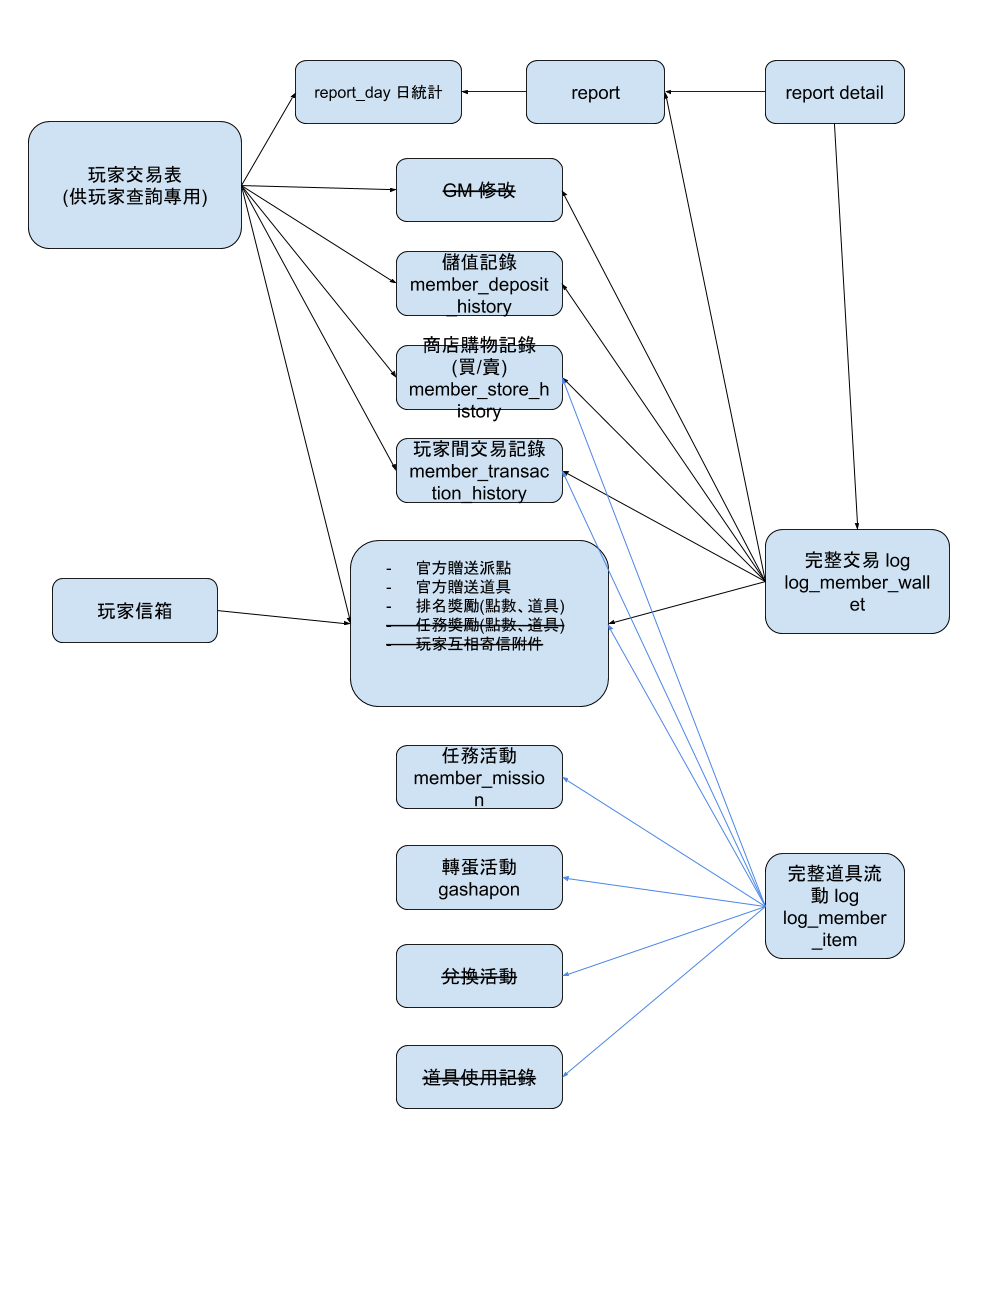 report_day 日統計
report
report detail
玩家交易表
(供玩家查詢專用)
GM 修改
儲值記錄
member_deposit
_history
商店購物記錄
(買/賣)
member_store_h
istory
玩家間交易記錄
member_transac
tion_history
完整交易 log
log_member_wall
et
玩家信箱
- 官方贈送派點
- 官方贈送道具
- 排名獎勵(點數、道具)
- 任務獎勵(點數、道具)
- 玩家互相寄信附件
任務活動
member_missio
n
轉蛋活動
gashapon
完整道具流
動 log
log_member
_item
兌換活動
道具使用記錄